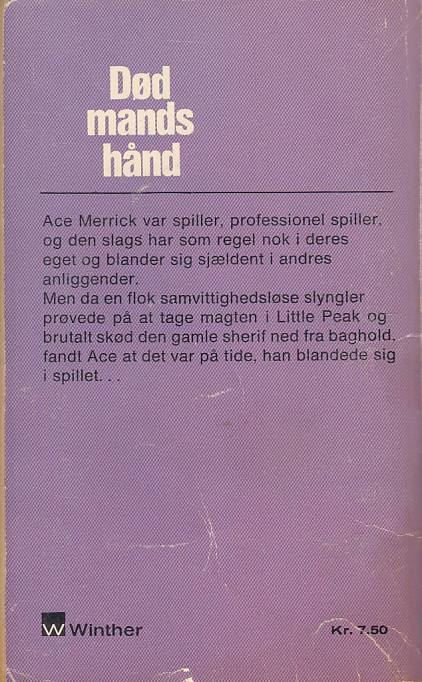 Død
mands
hånd
Ace Merrick var spiller, professionel spiller,
og den slags har som regel nok i deres
eget og blander sig sjældent i andres
anliggender.
Men da en flok samvittighedsløse slyngler
prøvede på at tage magten i Little Peak og
brutalt skød den gamle sherif ned fra baghold,
fandt Ace at det var på tide, han blandede sig
i spillet. . .
W Winther
Kr. 7.50